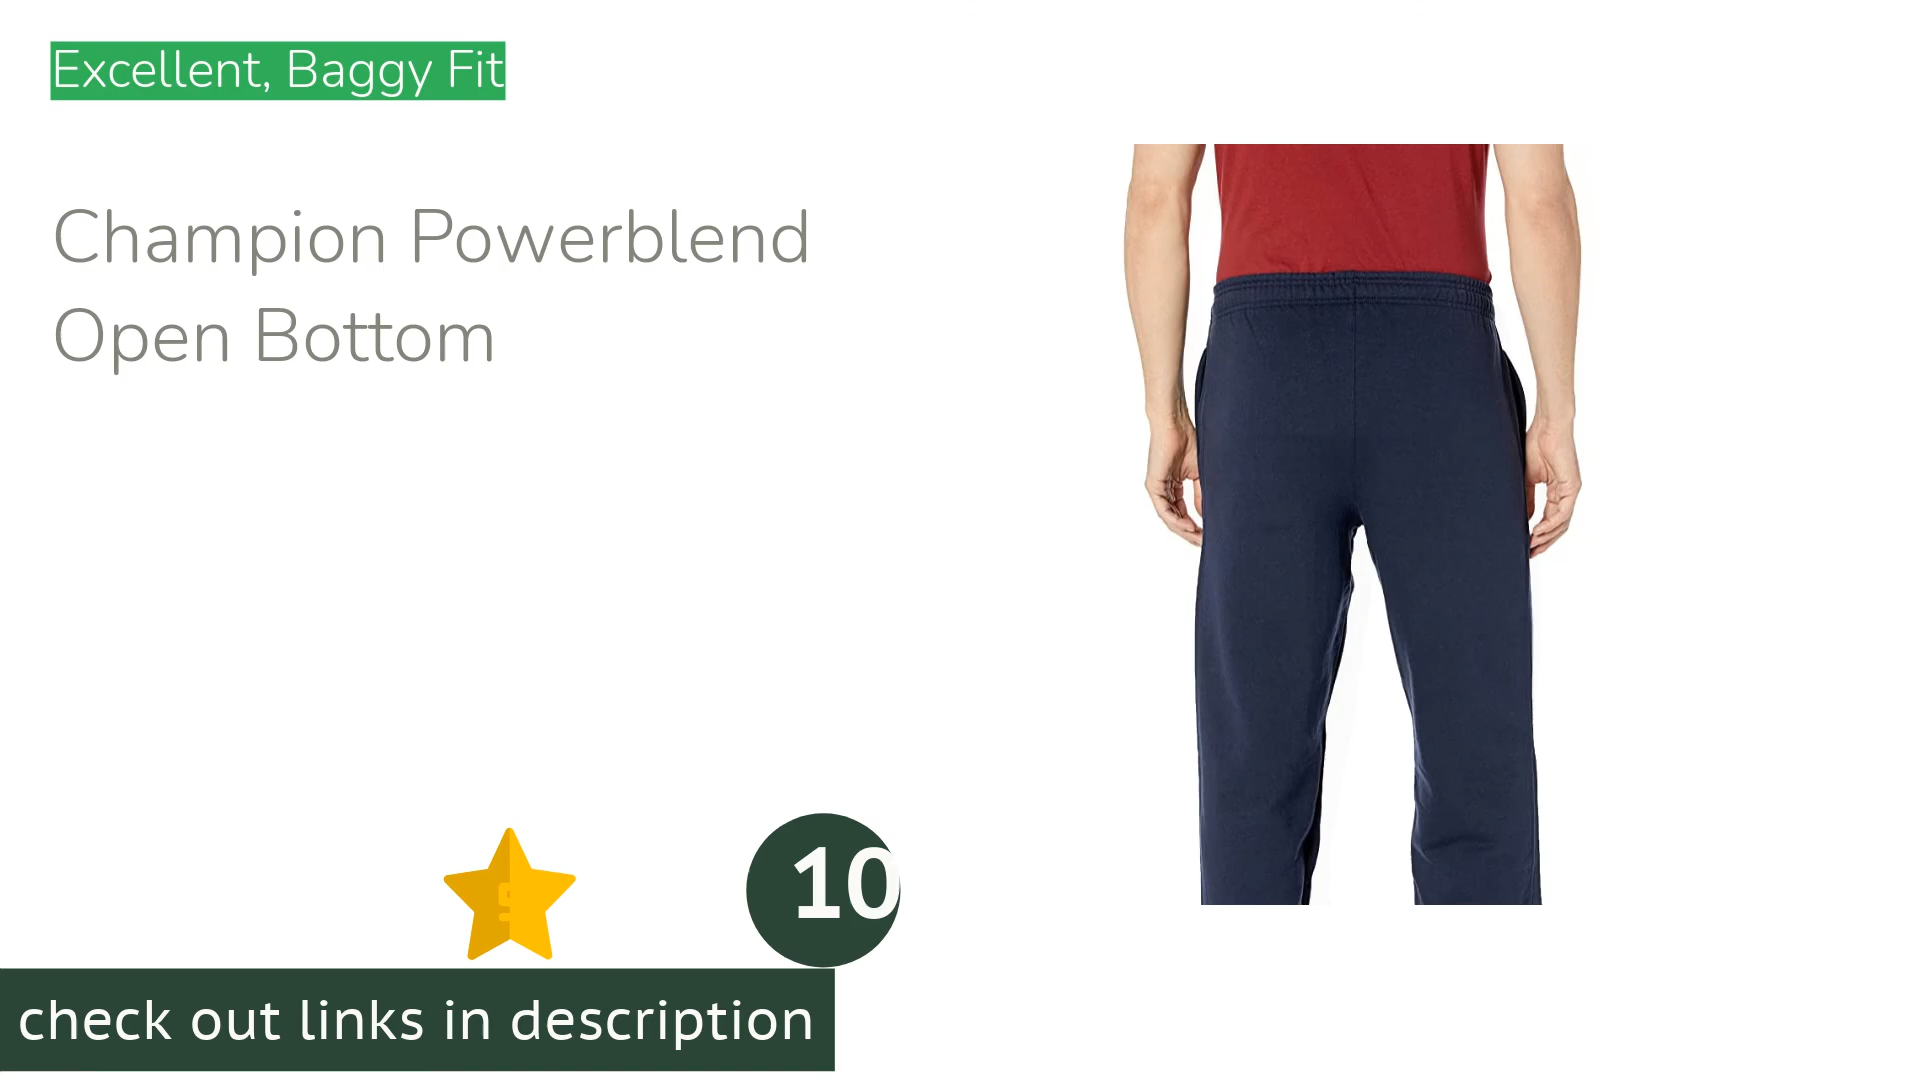 Excellent, Baggy Fit
Champion Powerblend
Open Bottom
10
check out links in description